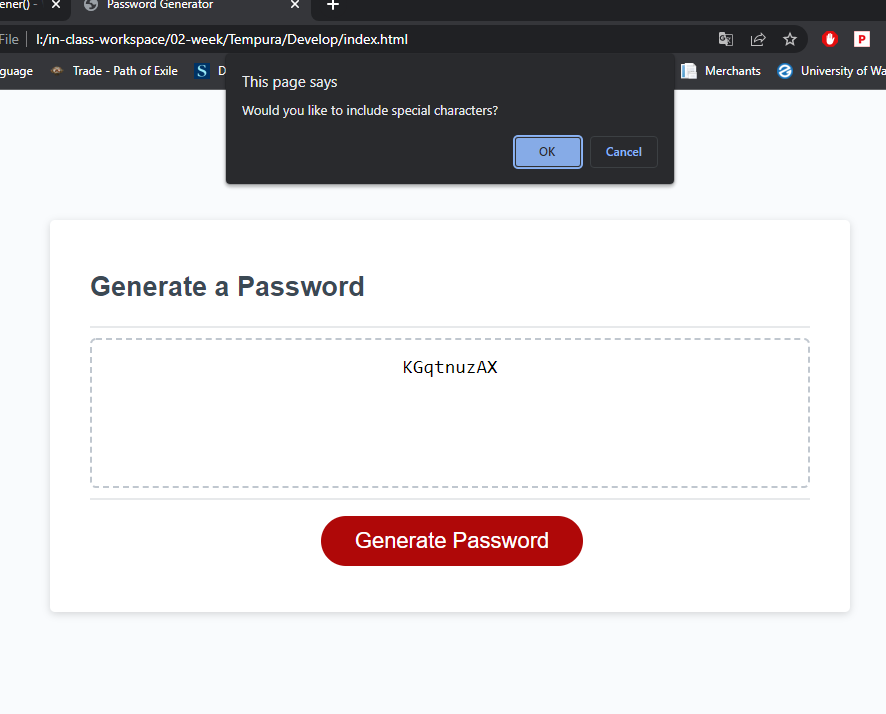 ener() -
Password Generator
File
I:/in-class-workspace/02-week/Tempura/Develop/index.html
guage
Trade - Path of Exile
S D
Merchants
University of Wa
This page says
Would you like to include special characters?
OK
Cancel
Generate a Password
KGqtnuzAX
Generate Password